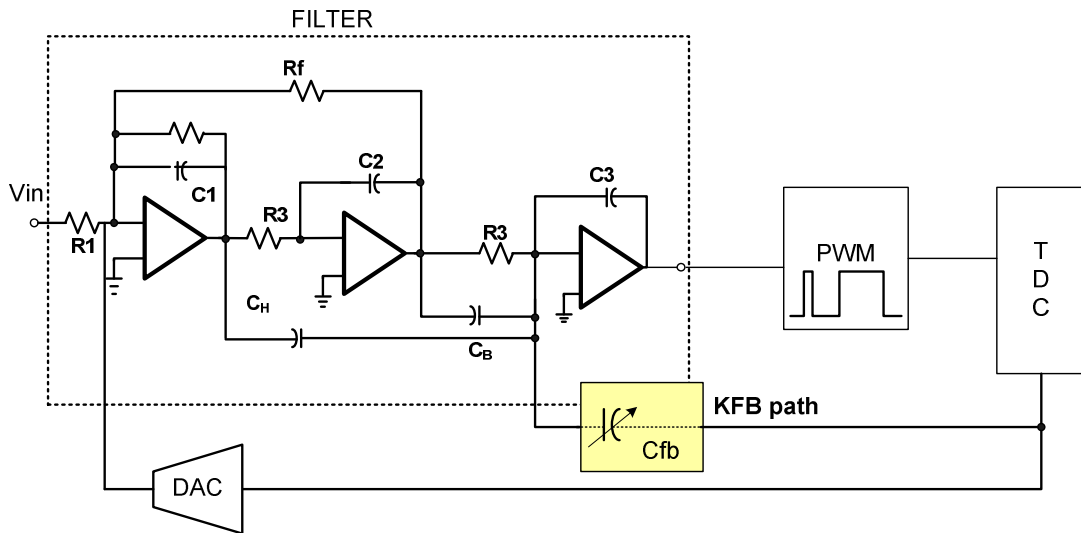 FILTER
Rf
C2
C3
C1
Vin
R1
R3
R3
PWM
T
D
C
CH
CB
KFB path
Cfb
DAC